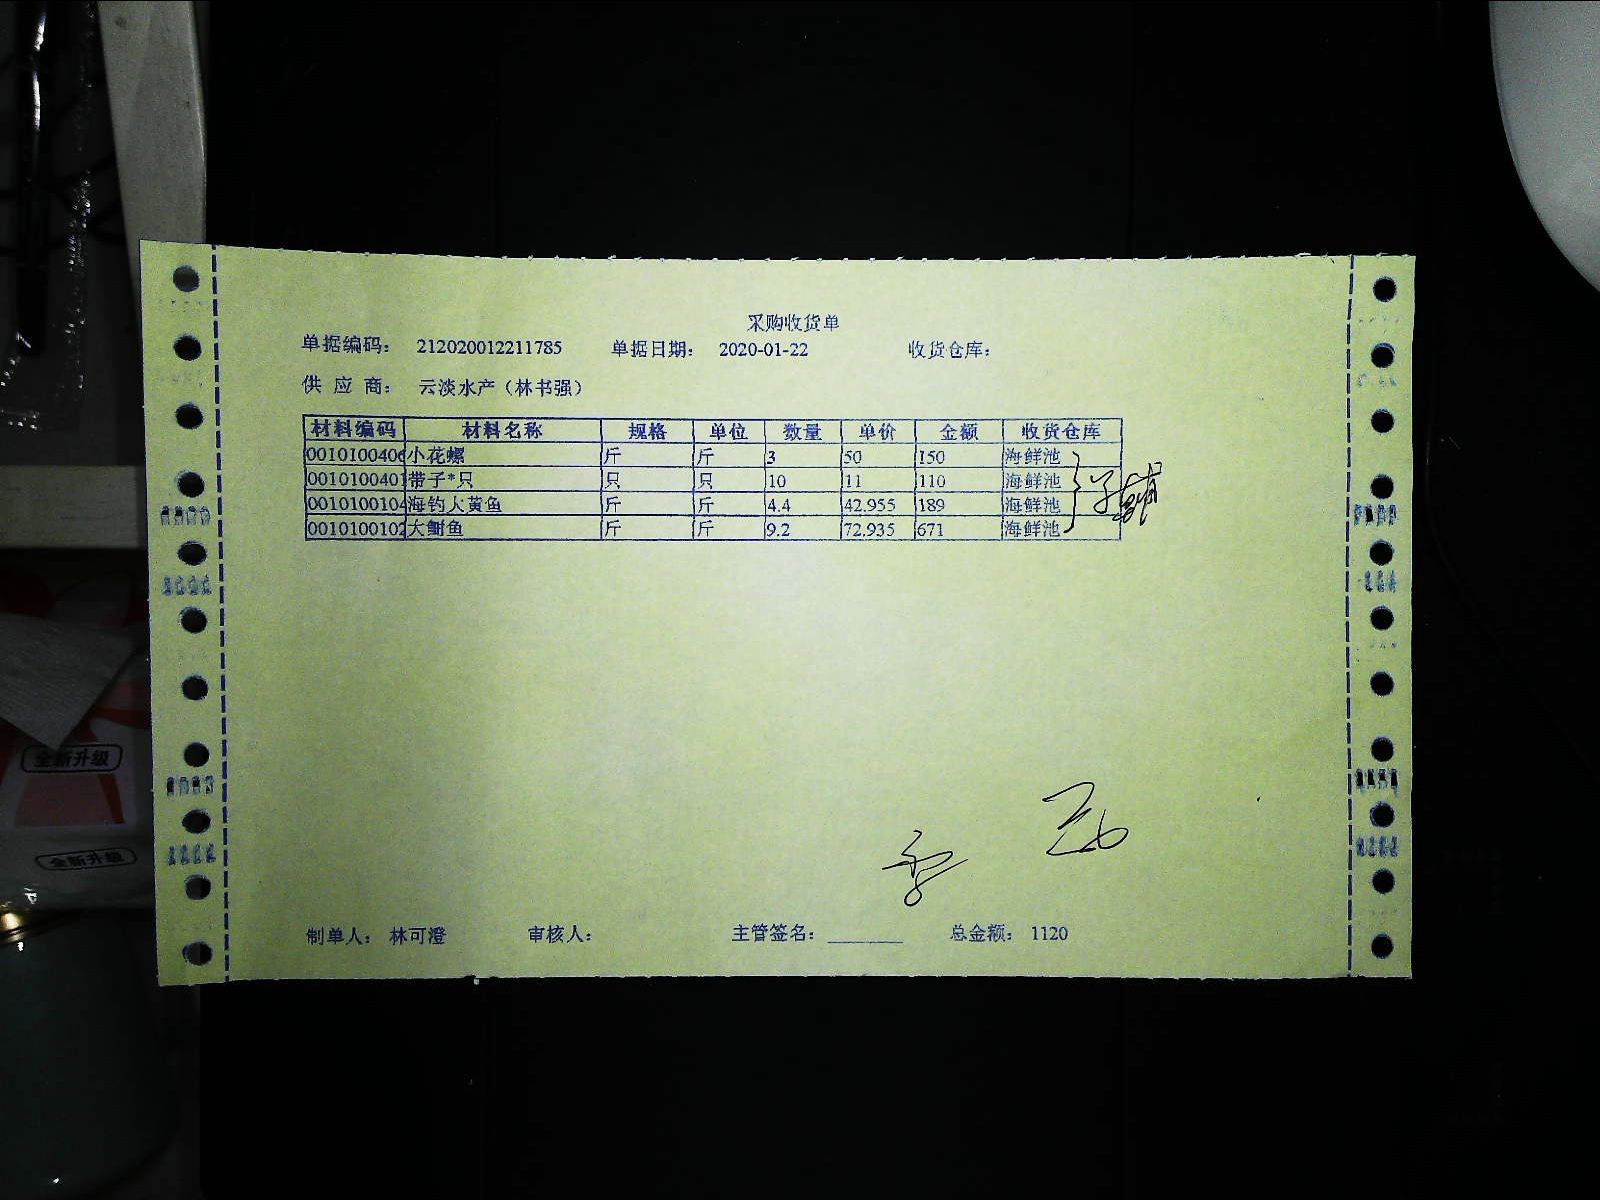 采购收货单
单据编码： 212020012211785 单据日期： 2020-01-22 收货仓库：
供 应 商： 云淡水产（林书强）
材料编码 材料名称 规格 单位 数量 单价 金额 收货仓库
0010100406 小花螺 斤 斤 3 50 150 海鲜池
0010100401 带子*只 只 只 10 11 110 海鲜池
0010100104 海钓大黄鱼 斤 斤 4.4 42.955 189 海鲜池
0010100102 大鲋鱼 斤 斤 9.2 72.935 671 海鲜池
制单人： 林可澄 审核人： 主管签名： 总金额： 1120
全新升级
全新升级